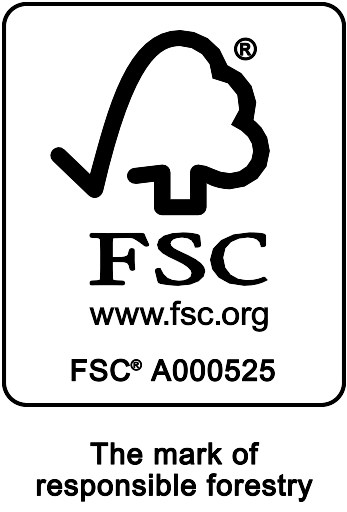 ®
FSC
www.fsc.org
FSC® A000525
The mark of
responsible forestry